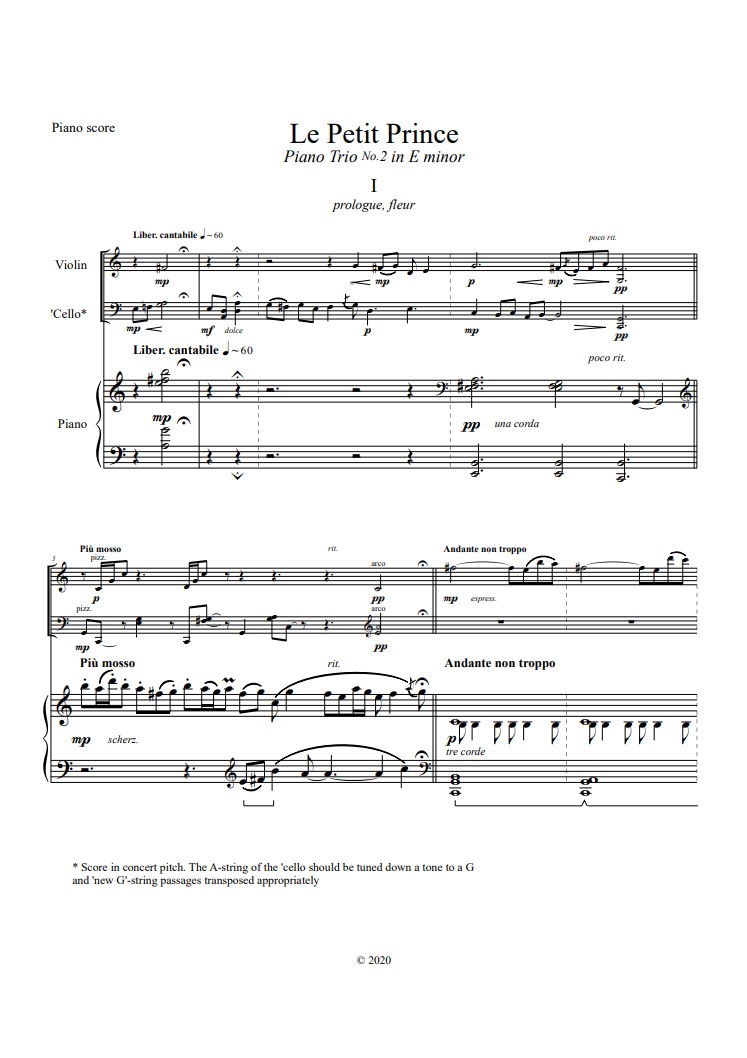 Piano score
Le Petit Prince
Piano Trio No.2 in E minor
I
prologue, fleur
Liber. cantabile ♩~60
poco rit.
Violin
mp
mp
p
mp
pp
'Cello*
mp
mf
dolce
p
mp
pp
Liber. cantabile ♩~60
poco rit.
Piano
mp
pp
una corda
5
Più mosso
rit.
Andante non troppo
pizz.
arco
p
pp
mp
espress.
pizz.
arco
mp
pp
Più mosso
rit.
Andante non troppo
mp
scherz.
p
tre corde
* Score in concert pitch. The A-string of the 'cello should be tuned down a tone to a G
and 'new G'-string passages transposed appropriately
© 2020